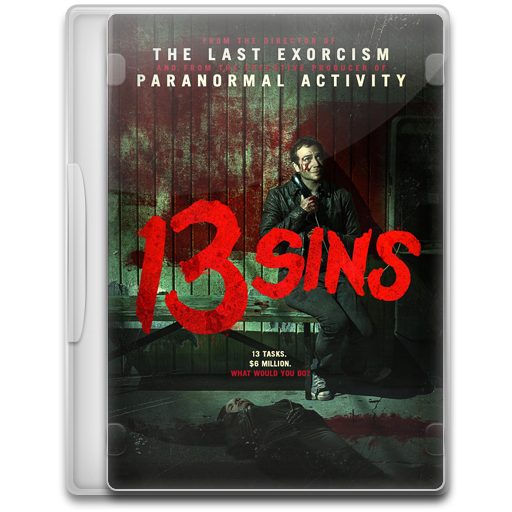 FROM THE DIRECTOR OF
THE LAST EXORCISM
AND FROM THE EXECUTIVE PRODUCER OF
PARANORMAL ACTIVITY
13 SINS
13 TASKS.
$6 MILLION.
WHAT WOULD YOU DO?